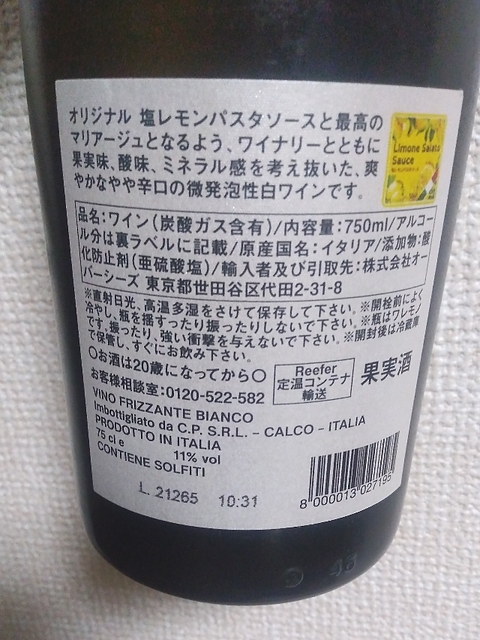 オリジナル 塩レモンパスタソースと最高の
マリアージュとなるよう、ワイナリーとともに
果実味、酸味、ミネラル感を考え抜いた、爽
やかなやや辛口の微発泡性白ワインです。
Limone Salato
Sauce
品名:ワイン(炭酸ガス含有)/内容量:750ml/アルコー
ル分は裏ラベルに記載/原産国名:イタリア/添加物:酸
化防止剤(亜硫酸塩)/輸入者及び引取先:株式会社オー
バーシーズ 東京都世田谷区代田2-31-8
※直射日光、高温多湿をさけて保存して下さい。※開栓前によく
冷やし、瓶を揺すったり振ったりしないで下さい。※瓶はワレモノ
です。振ったり、強い衝撃を与えないで下さい。※開封後は冷蔵庫
で保管し、すぐにお飲み下さい。
〇お酒は20歳になってから〇
お客様相談室:0120-522-582
Reefer
定温コンテナ
輸送
果実酒
VINO FRIZZANTE BIANCO
Imbottigliato da C.P. S.R.L. - CALCO - ITALIA
PRODOTTO IN ITALIA
75 cl e 11% vol
CONTIENE SOLFITI
L. 21265 10:31
8 000013 027195